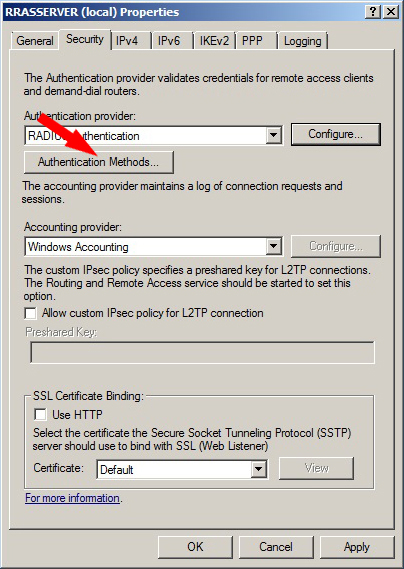 RRASSERVER (local) Properties
General Security IPv4 IPv6 IKEv2 PPP Logging
The Authentication provider validates credentials for remote access clients
and demand-dial routers.
Authentication provider:
RADIUS Authentication
Configure...
Authentication Methods...
The accounting provider maintains a log of connection requests and
sessions.
Accounting provider:
Windows Accounting
Configure...
The custom IPsec policy specifies a preshared key for L2TP connections.
The Routing and Remote Access service should be started to set this
option.
Allow custom IPsec policy for L2TP connection
Preshared Key:
SSL Certificate Binding:
Use HTTP
Select the certificate the Secure Socket Tunneling Protocol (SSTP)
server should use to bind with SSL (Web Listener)
Certificate: Default View
For more information.
OK Cancel Apply